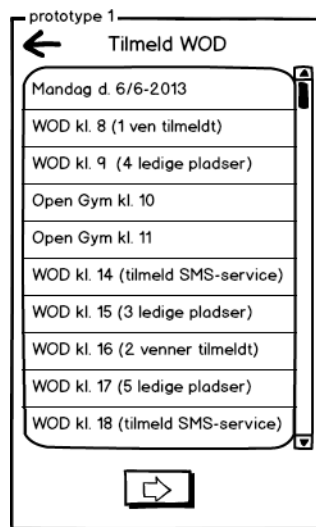 prototype 1
Tilmeld WOD
Mandag d. 6/6-2013
WOD kl. 8 (1 ven tilmeldt)
WOD kl. 9 (4 ledige pladser)
Open Gym kl. 10
Open Gym kl. 11
WOD kl. 14 (tilmeld SMS-service)
WOD kl. 15 (3 ledige pladser)
WOD kl. 16 (2 venner tilmeldt)
WOD kl. 17 (5 ledige pladser)
WOD kl. 18 (tilmeld SMS-service)